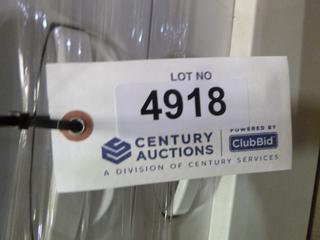 LOT NO
4918
CENTURY
AUCTIONS
POWERED BY
ClubBid
A DIVISION OF CENTURY SERVICES